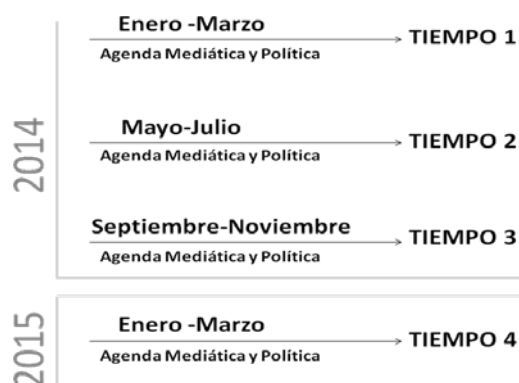 2014
Enero -Marzo
TIEMPO 1
Agenda Mediática y Política
Mayo-Julio
TIEMPO 2
Agenda Mediática y Política
Septiembre-Noviembre
TIEMPO 3
Agenda Mediática y Política
2015
Enero -Marzo
TIEMPO 4
Agenda Mediática y Política